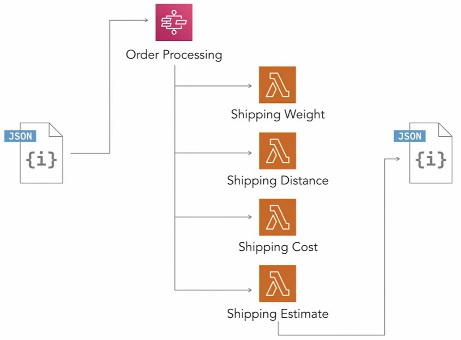 Order Processing
Shipping Weight
JSON
{i}
JSON
{i}
Shipping Distance
Shipping Cost
Shipping Estimate